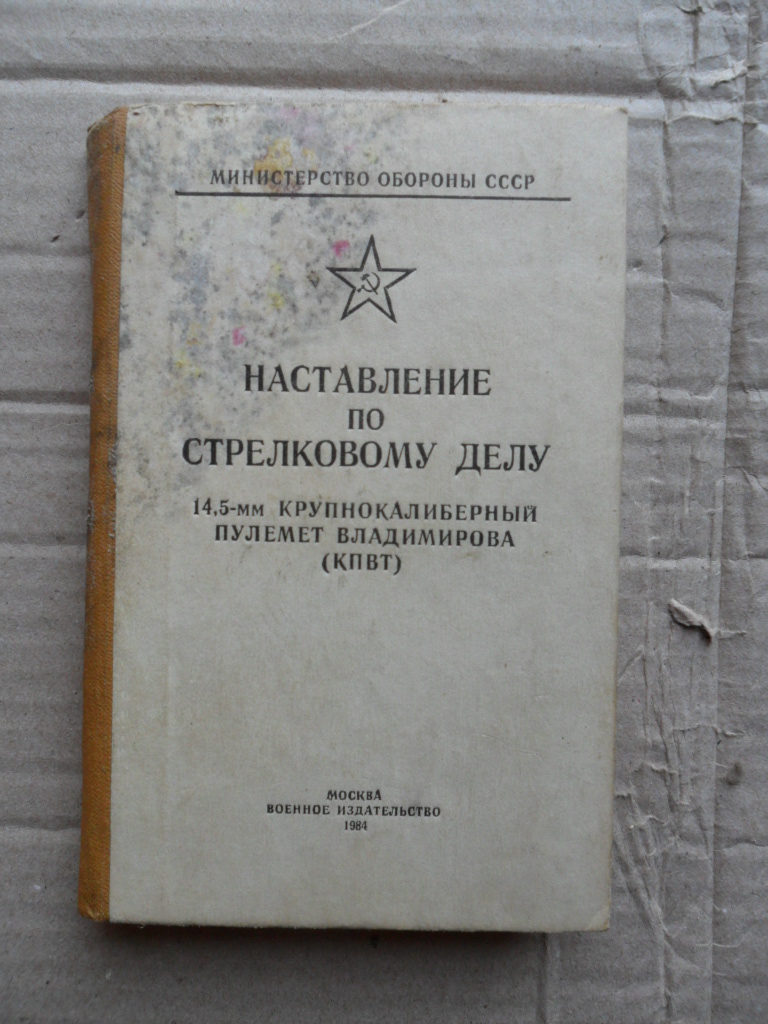 МИНИСТЕРСТВО ОБОРОНЫ СССР
НАСТАВЛЕНИЕ
ПО
СТРЕЛКОВОМУ ДЕЛУ
14,5-мм КРУПНОКАЛИБЕРНЫЙ
ПУЛЕМЕТ ВЛАДИМИРОВА
(КПВТ)
МОСКВА
ВОЕННОЕ ИЗДАТЕЛЬСТВО
1984